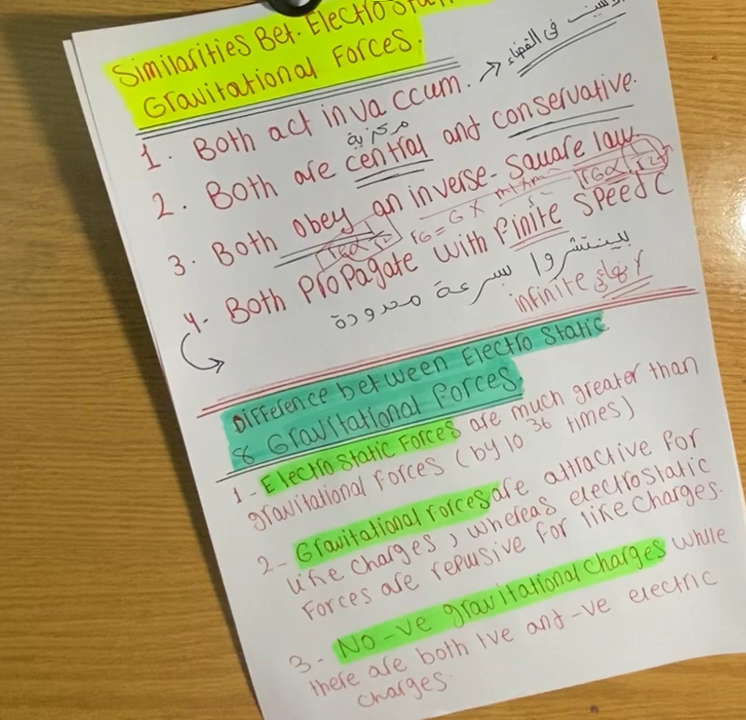 Similarities Bet. Electro
Gravitational Forces.
فى الفضاء
1. Both act in va ccum.
مركزية
2. Both are central and conservative.
3. Both obey an inverse-square law
FG = G X
4- Both propagate with finite speed C
بينتشروا بسرعة محدودة
infinite
Difference between Electro Static
& Gravitational Forces.
1- Electro Static Forces are much greater than
gravitational forces (by 10 36 times)
2- Gravitational Forces are attractive for
like charges, whereas electrostatic
Forces are repulsive for like charges.
3- No -ve gravitational charges while
there are both +ve and -ve electric
charges.